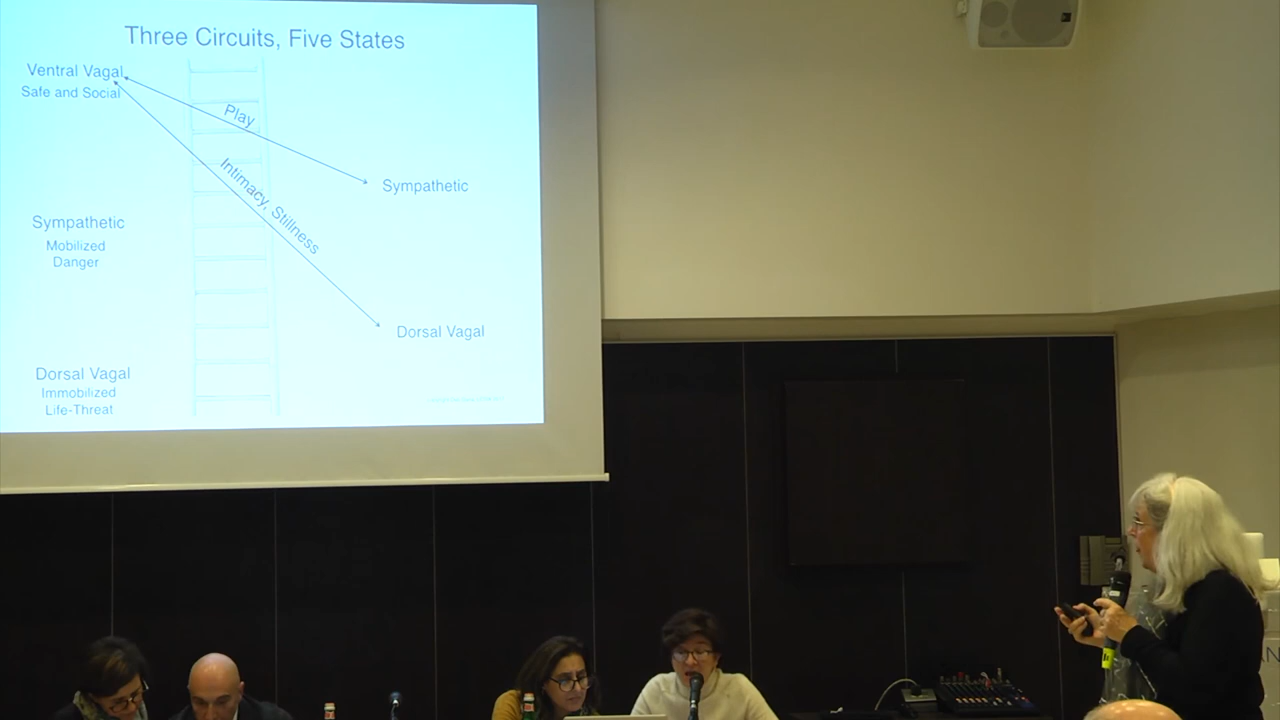 Three Circuits, Five States
Ventral Vagal
Safe and Social
Play
Intimacy, Stillness
Sympathetic
Sympathetic
Mobilized
Danger
Dorsal Vagal
Dorsal Vagal
Immobilized
Life-Threat